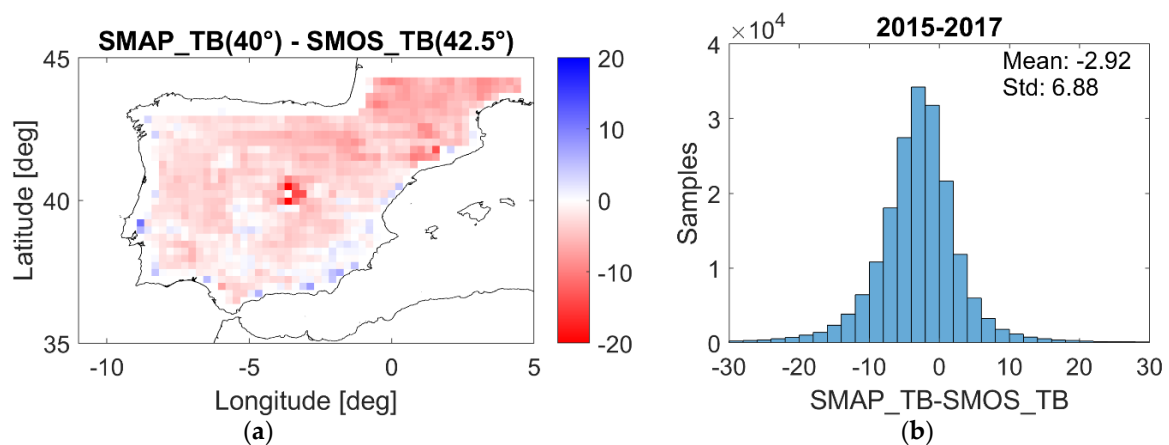 SMAP_TB(40°) - SMOS_TB(42.5°)
45
40
35
Latitude [deg]
-10
-5
0
5
Longitude [deg]
20
10
0
-10
-20
(a)
2015-2017
×10⁴
4
3
2
1
0
Samples
Mean: -2.92
Std: 6.88
-30
-20
-10
0
10
20
30
SMAP_TB-SMOS_TB
(b)